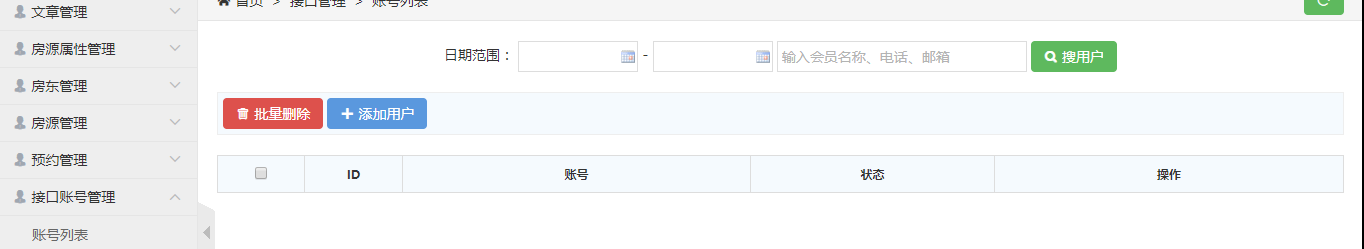 文章管理
房源属性管理
房东管理
房源管理
预约管理
接口账号管理
账号列表
首页 > 接口管理 > 账号列表
日期范围： - 输入会员名称、电话、邮箱 搜用户
批量删除 添加用户
ID 账号 状态 操作